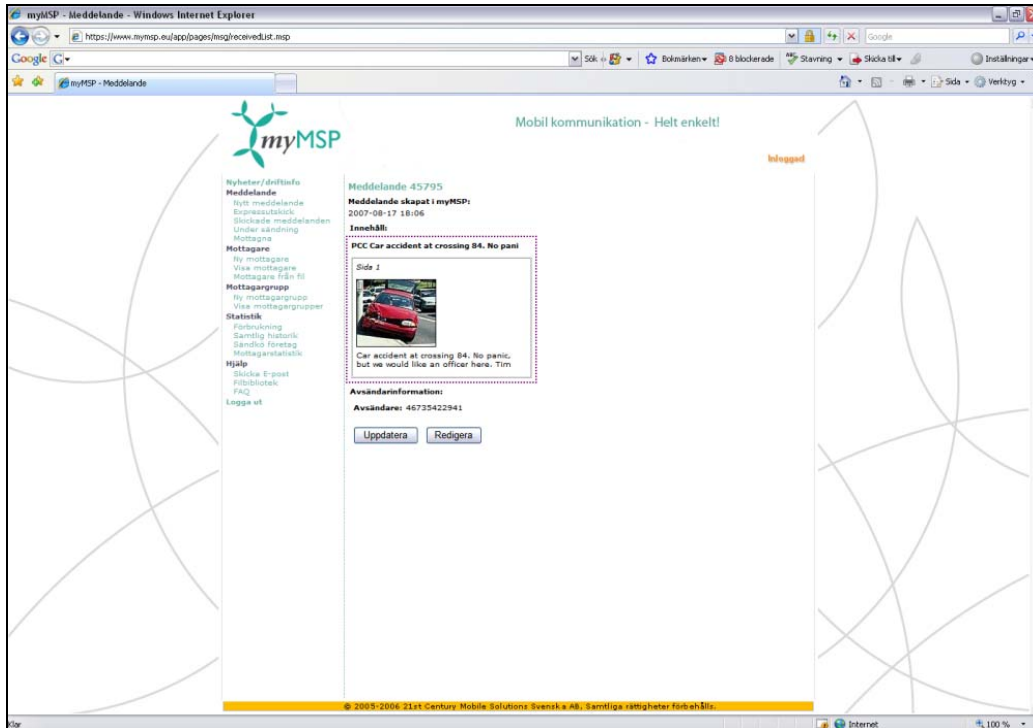 myMSP - Meddelande - Windows Internet Explorer
https://www.mymsp.eu/app/pages/msg/receivedList.msp
Google
Google
Sök
Bokmärken
8 blockerade
Stavning
Skicka till
Inställningar
myMSP - Meddelande
Sida
Verktyg
myMSP
Mobil kommunikation - Helt enkelt!
Inloggad
Nyheter/driftinfo
Meddelande
Nytt meddelande
Expressutskick
Skickade meddelanden
Under sändning
Mottagna
Mottagare
Ny mottagare
Visa mottagare
Mottagare från fil
Mottagargrupp
Ny mottagargrupp
Visa mottagargrupper
Statistik
Förbrukning
Samtlig historik
Sändkö företag
Mottagarstatistik
Hjälp
Skicka E-post
Filbibliotek
FAQ
Logga ut
Meddelande 45795
Meddelande skapat i myMSP:
2007-08-17 18:06
Innehåll:
PCC Car accident at crossing 84. No pani
Sida 1
Car accident at crossing 84. No panic,
but we would like an officer here. Tim
Avsändarinformation:
Avsändare: 46735422941
Uppdatera
Redigera
© 2005-2006 21st Century Mobile Solutions Svenska AB, Samtliga rättigheter förbehålls.
Klar
Internet
100 %